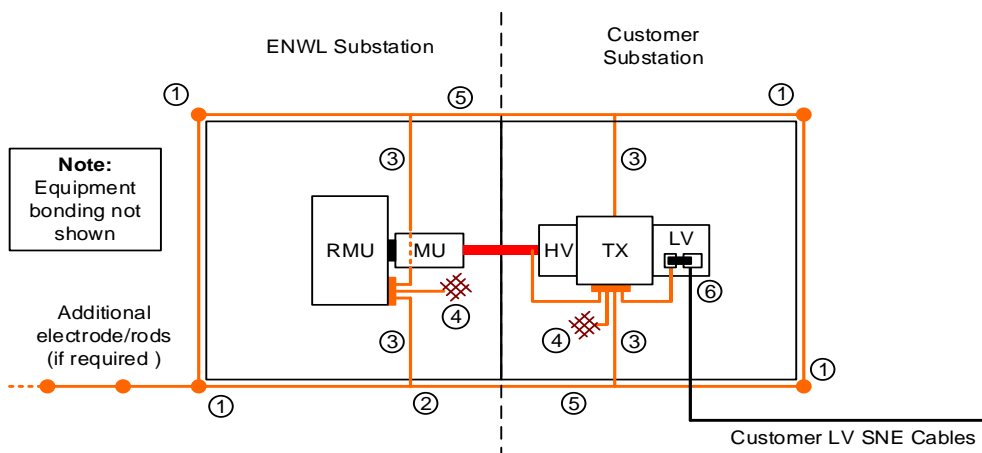 ENWL Substation
Customer
Substation
①
⑤
①
③
③
Note:
Equipment
bonding not
shown
RMU
MU
HV
TX
LV
⑥
④
④
Additional
electrode/rods
(if required )
③
③
①
②
⑤
①
Customer LV SNE Cables